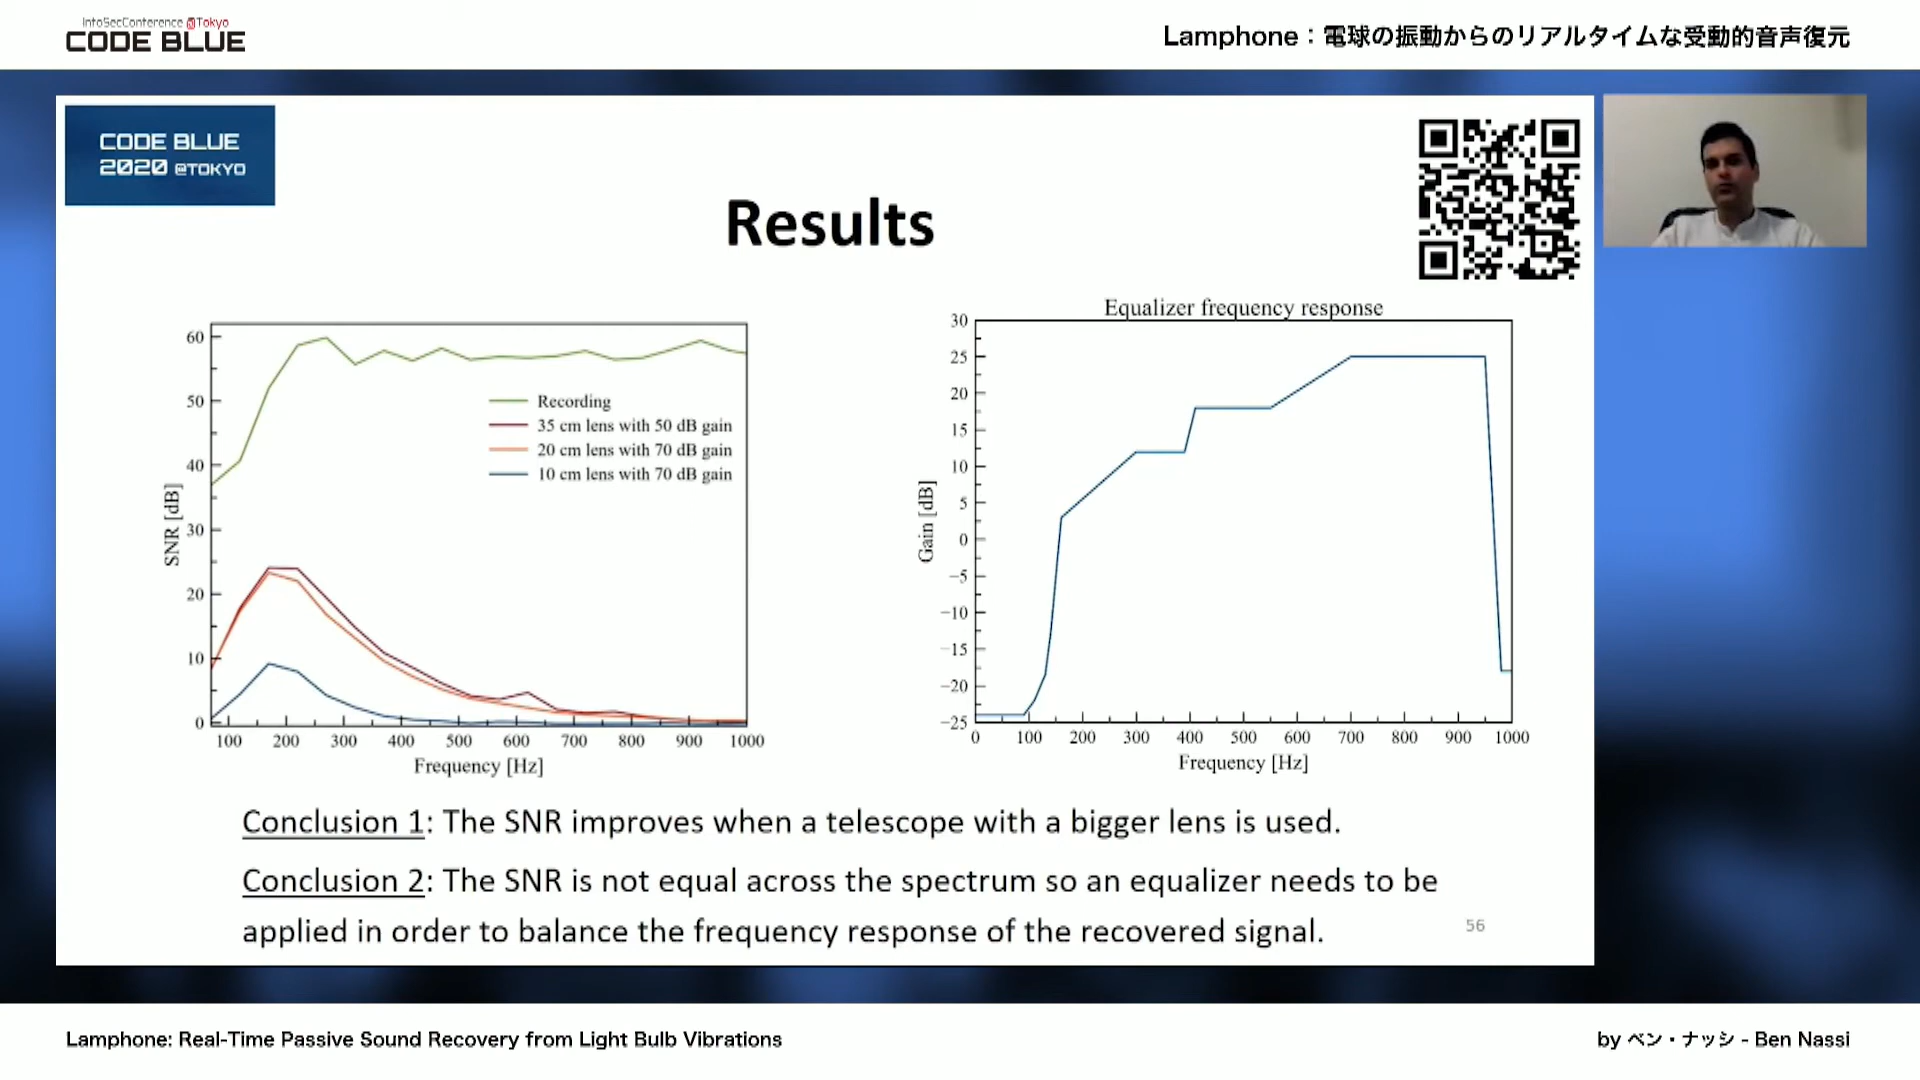 InfoSecConference @Tokyo
CODE BLUE
Lamphone：電球の振動からのリアルタイムな受動的音声復元
CODE BLUE
2020 @TOKYO
Results
60
50
40
30
20
10
0
SNR [dB]
Recording
35 cm lens with 50 dB gain
20 cm lens with 70 dB gain
10 cm lens with 70 dB gain
100 200 300 400 500 600 700 800 900 1000
Frequency [Hz]
Equalizer frequency response
30
25
20
15
10
5
0
−5
−10
−15
−20
−25
Gain [dB]
0 100 200 300 400 500 600 700 800 900 1000
Frequency [Hz]
Conclusion 1: The SNR improves when a telescope with a bigger lens is used.
Conclusion 2: The SNR is not equal across the spectrum so an equalizer needs to be
applied in order to balance the frequency response of the recovered signal.
56
Lamphone: Real-Time Passive Sound Recovery from Light Bulb Vibrations
by ベン・ナッシ - Ben Nassi